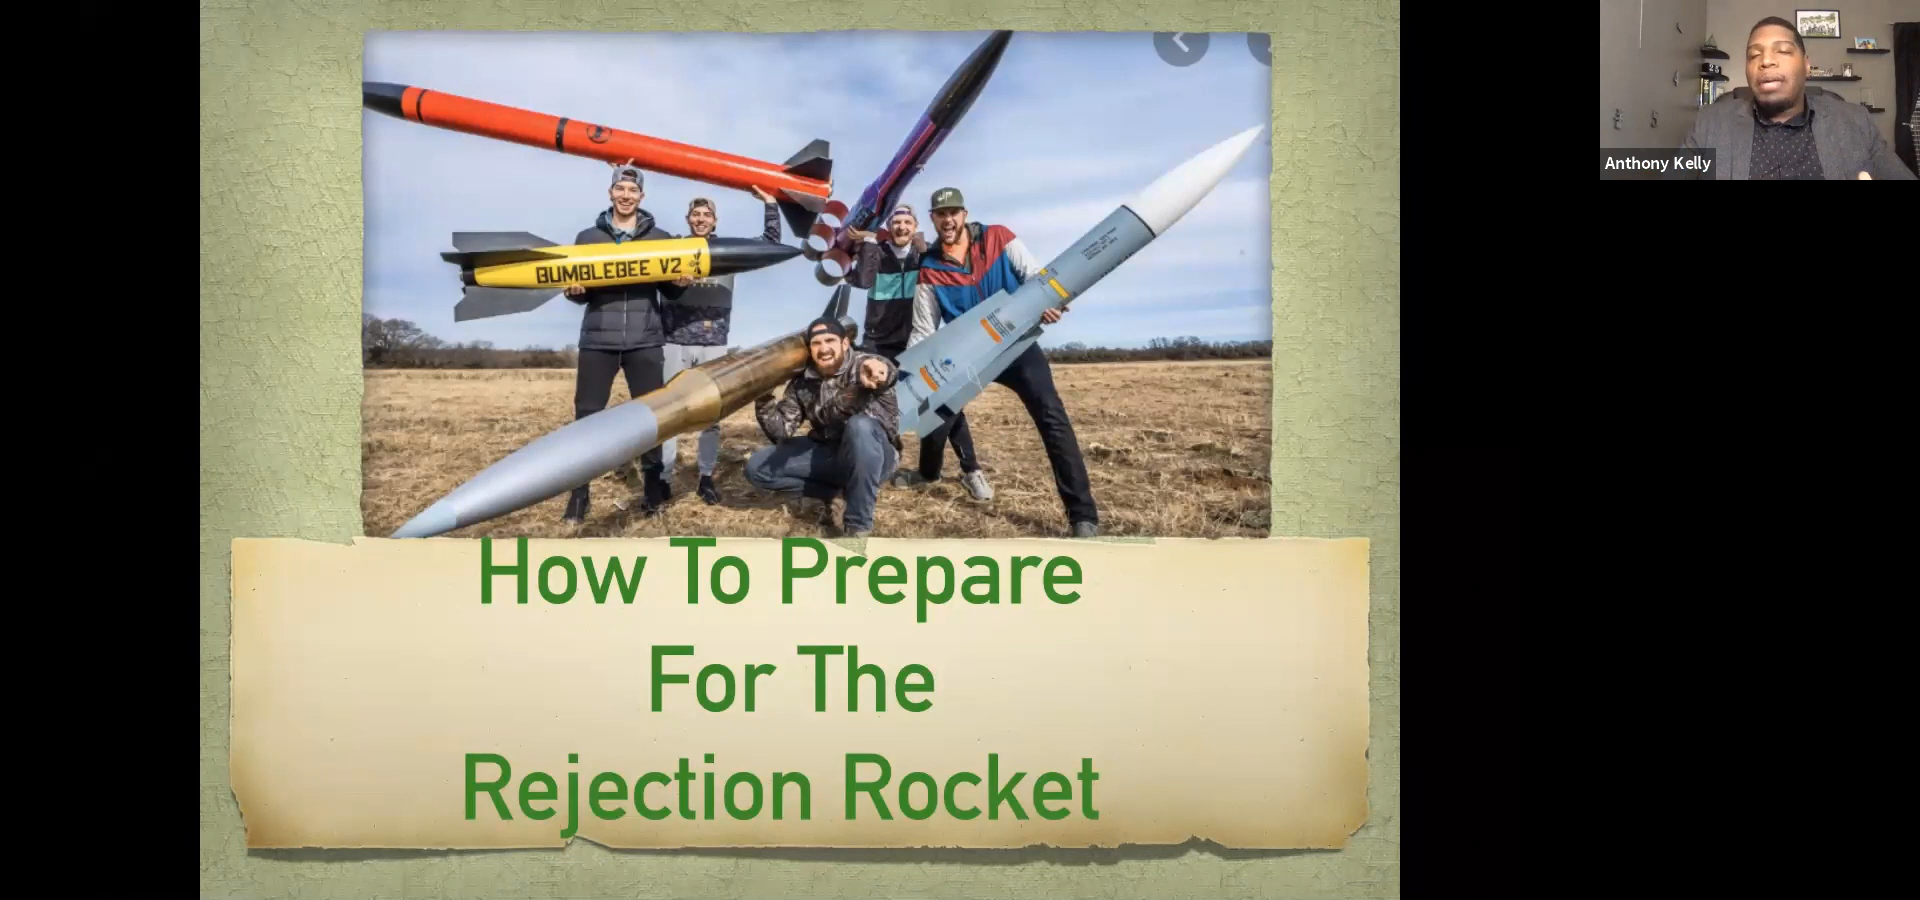 Anthony Kelly
BUMBLEBEE V2
How To Prepare
For The
Rejection Rocket